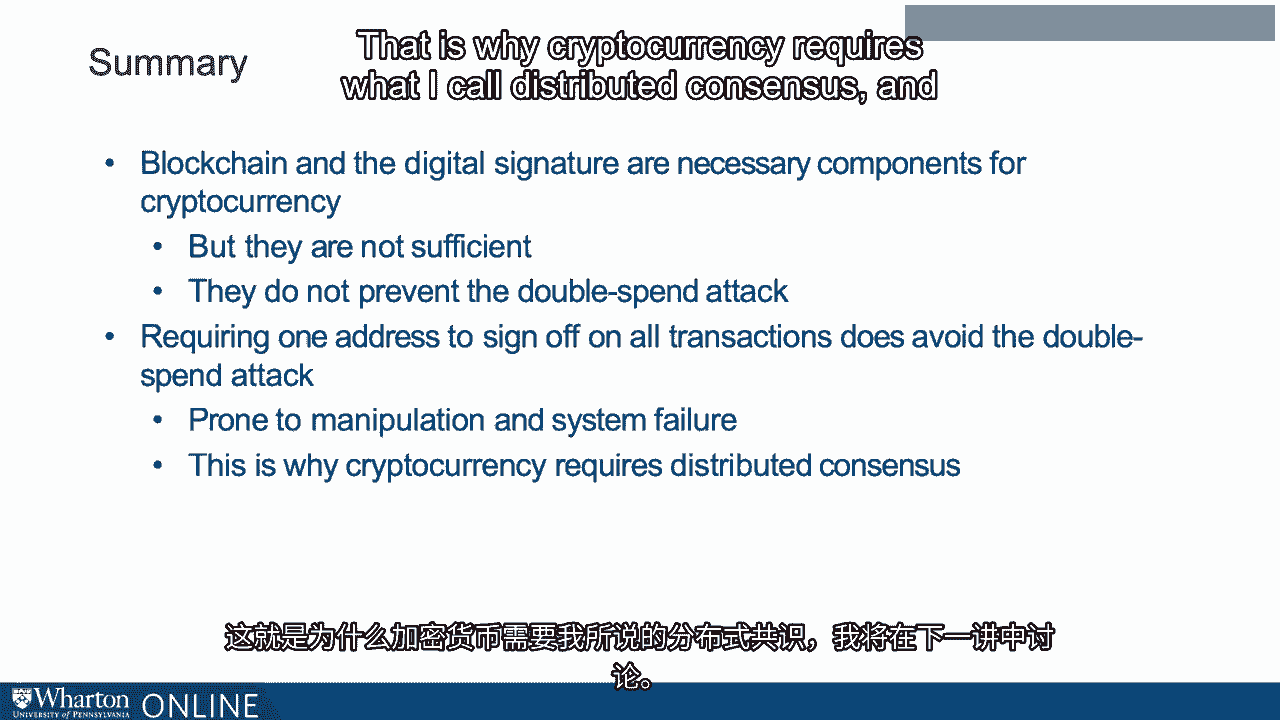 That is why cryptocurrency requires
what I call distributed consensus, and
Summary
• Blockchain and the digital signature are necessary components for
cryptocurrency
• But they are not sufficient
• They do not prevent the double-spend attack
• Requiring one address to sign off on all transactions does avoid the double-
spend attack
• Prone to manipulation and system failure
• This is why cryptocurrency requires distributed consensus
这就是为什么加密货币需要我所说的分布式共识，我将在下一讲中讨
论。
Wharton
UNIVERSITY of PENNSYLVANIA
ONLINE